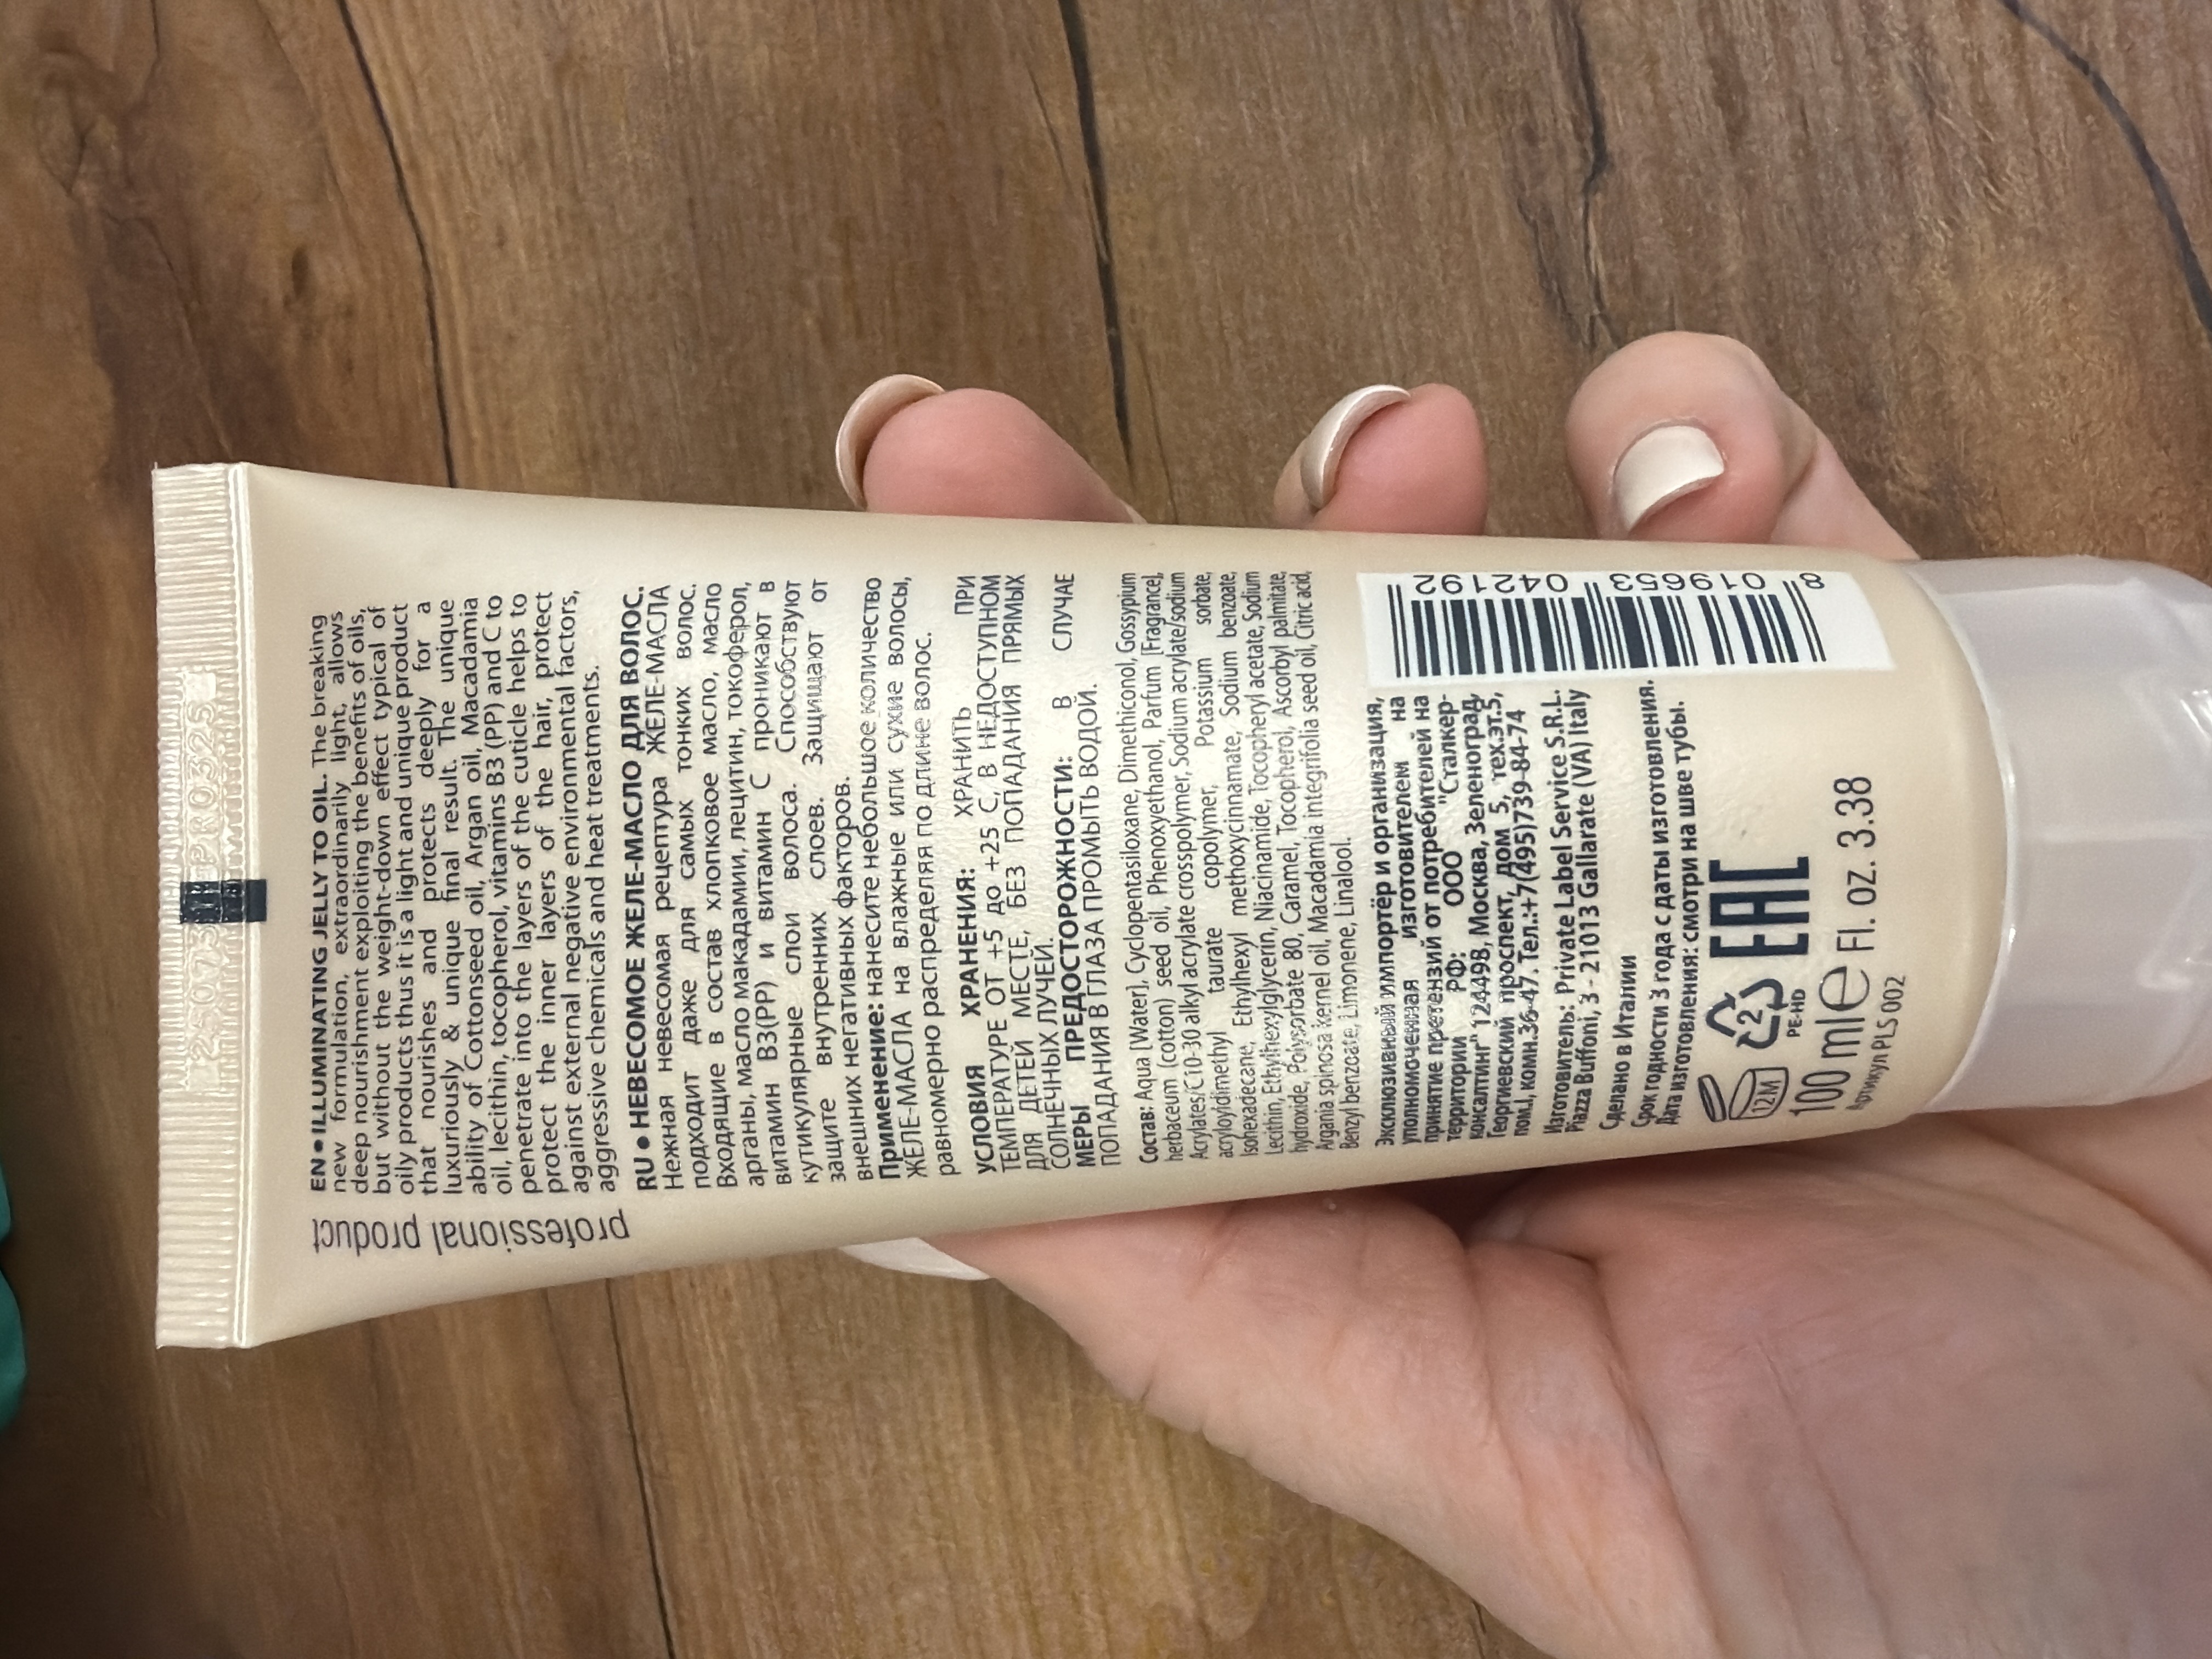 professional product
EN • ILLUMINATING JELLY TO OIL. The breaking
new formulation, extraordinarily light, allows
deep nourishment exploiting the benefits of oils,
but without the weight-down effect typical of
oily products thus it is a light and unique product
that nourishes and protects deeply for a
luxuriously & unique final result. The unique
ability of Cottonseed oil, Argan oil, Macadamia
oil, lecithin, tocopherol, vitamins B3 (PP) and C to
penetrate into the layers of the cuticle helps to
protect the inner layers of the hair, protect
against external negative environmental factors,
aggressive chemicals and heat treatments.
RU • НЕВЕСОМОЕ ЖЕЛЕ-МАСЛО ДЛЯ ВОЛОС.
Нежная невесомая рецептура ЖЕЛЕ-МАСЛА
подходит даже для самых тонких волос.
Входящие в состав хлопковое масло, масло
арганы, масло макадамии, лецитин, токоферол,
витамин B3(PP) и витамин C проникают в
кутикулярные слои волоса. Способствуют
защите внутренних слоев. Защищают от
внешних негативных факторов.
Применение: нанесите небольшое количество
ЖЕЛЕ-МАСЛА на влажные или сухие волосы,
равномерно распределяя по длине волос.
УСЛОВИЯ ХРАНЕНИЯ: ХРАНИТЬ ПРИ
ТЕМПЕРАТУРЕ ОТ +5 до +25 С, В НЕДОСТУПНОМ
ДЛЯ ДЕТЕЙ МЕСТЕ, БЕЗ ПОПАДАНИЯ ПРЯМЫХ
СОЛНЕЧНЫХ ЛУЧЕЙ.
МЕРЫ ПРЕДОСТОРОЖНОСТИ: В СЛУЧАЕ
ПОПАДАНИЯ В ГЛАЗА ПРОМЫТЬ ВОДОЙ.
Состав: Aqua [Water], Cyclopentasiloxane, Dimethiconol, Gossypium
herbaceum (cotton) seed oil, Phenoxyethanol, Parfum [Fragrance],
Acrylates/C10-30 alkyl acrylate crosspolymer, Sodium acrylate/sodium
acryloyldimethyl taurate copolymer, Potassium sorbate,
Isohexadecane, Ethylhexyl methoxycinnamate, Sodium benzoate,
Lecithin, Ethylhexylglycerin, Niacinamide, Tocopheryl acetate, Sodium
hydroxide, Polysorbate 80, Caramel, Tocopherol, Ascorbyl palmitate,
Argania spinosa kernel oil, Macadamia integrifolia seed oil, Citric acid,
Benzyl benzoate, Limonene, Linalool.
Эксклюзивный импортёр и организация,
уполномоченная изготовителем на
принятие претензий от потребителей на
территории РФ: ООО "Сталкер-
консалтинг" 124498, Москва, Зеленоград,
Георгиевский проспект, дом 5, тех.эт.5,
пом.I, комн.36-47. Тел.:+7(495)739-84-74
Изготовитель: Private Label Service S.R.L.
Piazza Buffoni, 3 - 21013 Gallarate (VA) Italy
Сделано в Италии
Срок годности 3 года с даты изготовления.
Дата изготовления: смотри на шве тубы.
12M
2
PE-HD
EAC
100 ml e Fl. OZ. 3.38
Артикул PLS 002
8 019653 042192